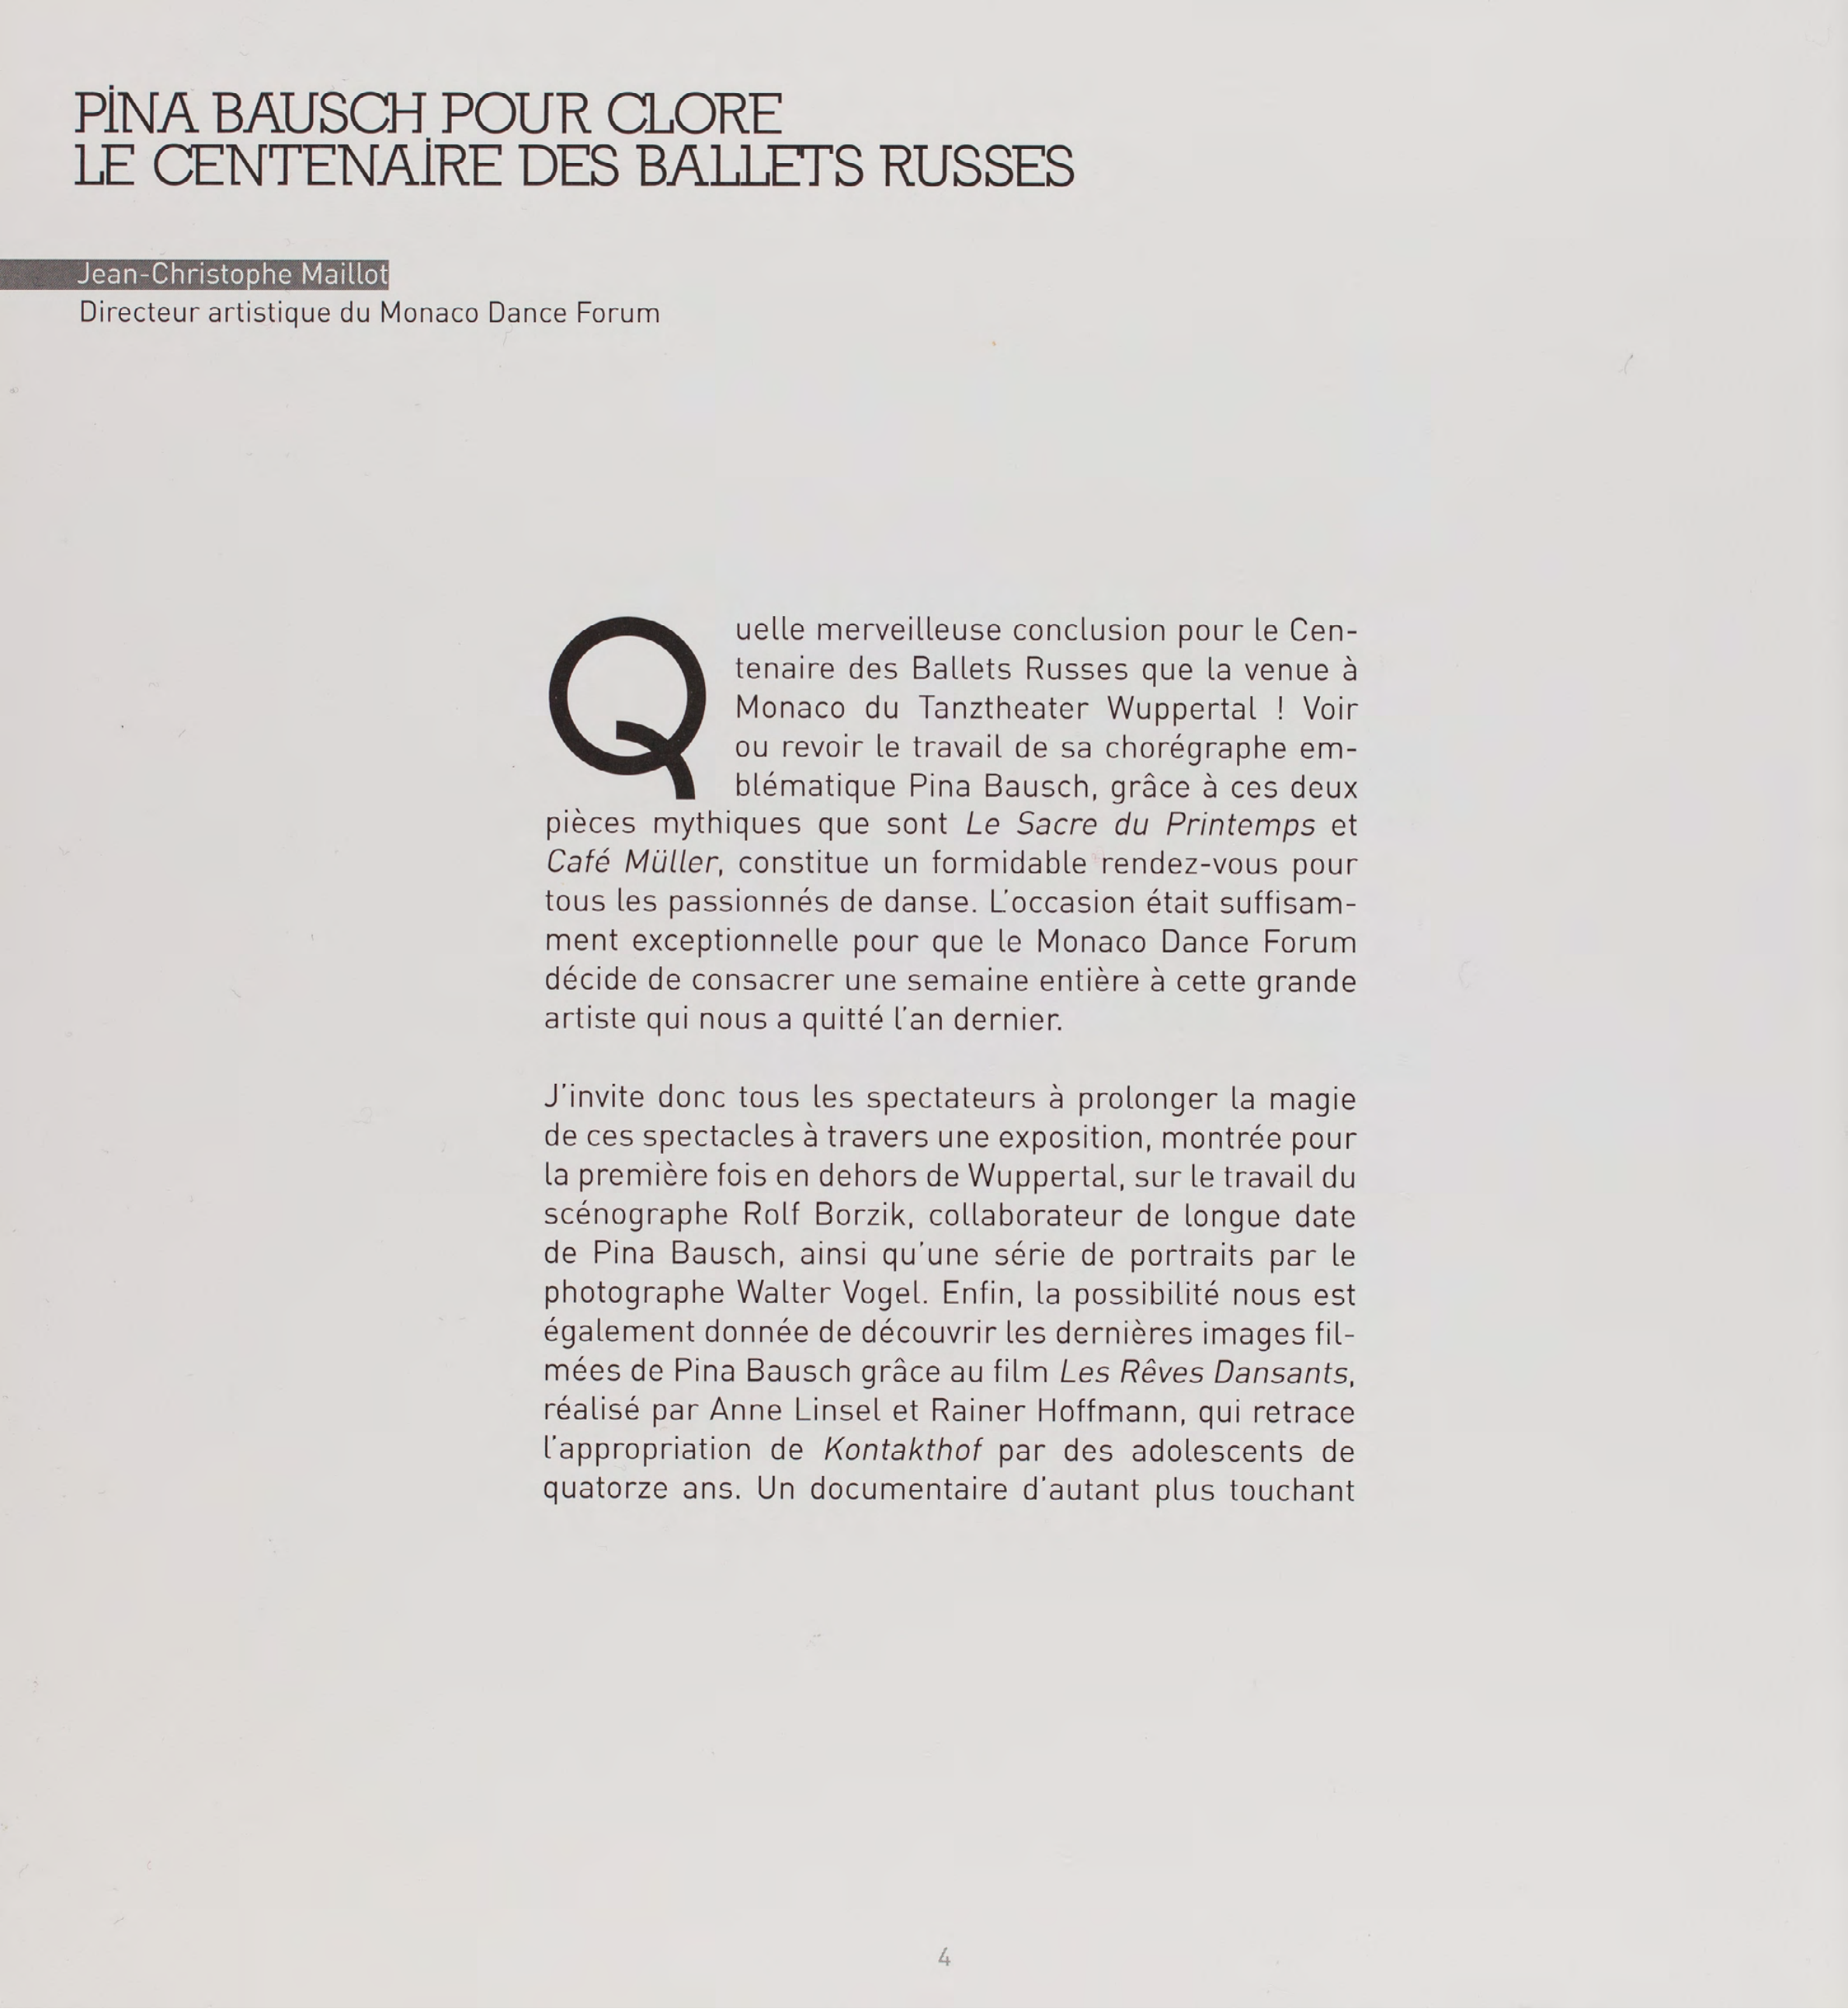 PINA BAUSCH POUR CLORE
LE CENTENAIRE DES BALLETS RUSSES
Jean-Christophe Maillot
Directeur artistique du Monaco Dance Forum
Quelle merveilleuse conclusion pour le Cen-
tenaire des Ballets Russes que la venue à
Monaco du Tanztheater Wuppertal ! Voir
ou revoir le travail de sa chorégraphe em-
blématique Pina Bausch, grâce à ces deux
pièces mythiques que sont Le Sacre du Printemps et
Café Müller, constitue un formidable rendez-vous pour
tous les passionnés de danse. L'occasion était suffisam-
ment exceptionnelle pour que le Monaco Dance Forum
décide de consacrer une semaine entière à cette grande
artiste qui nous a quitté l'an dernier.
J'invite donc tous les spectateurs à prolonger la magie
de ces spectacles à travers une exposition, montrée pour
la première fois en dehors de Wuppertal, sur le travail du
scénographe Rolf Borzik, collaborateur de longue date
de Pina Bausch, ainsi qu'une série de portraits par le
photographe Walter Vogel. Enfin, la possibilité nous est
également donnée de découvrir les dernières images fil-
mées de Pina Bausch grâce au film Les Rêves Dansants,
réalisé par Anne Linsel et Rainer Hoffmann, qui retrace
l'appropriation de Kontakthof par des adolescents de
quatorze ans. Un documentaire d'autant plus touchant
4